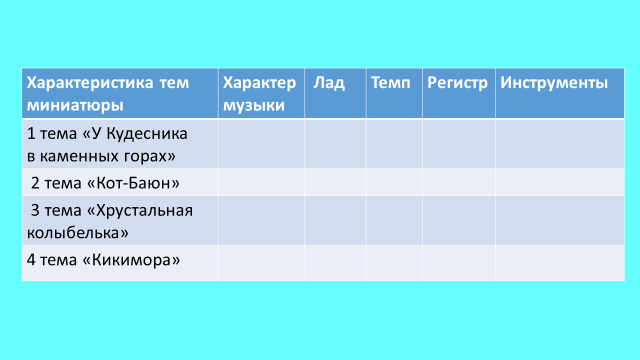 Характеристика тем миниатюры
Характер музыки
Лад
Темп
Регистр
Инструменты
1 тема «У Кудесника
в каменных горах»
2 тема «Кот-Баюн»
3 тема «Хрустальная
колыбелька»
4 тема «Кикимора»